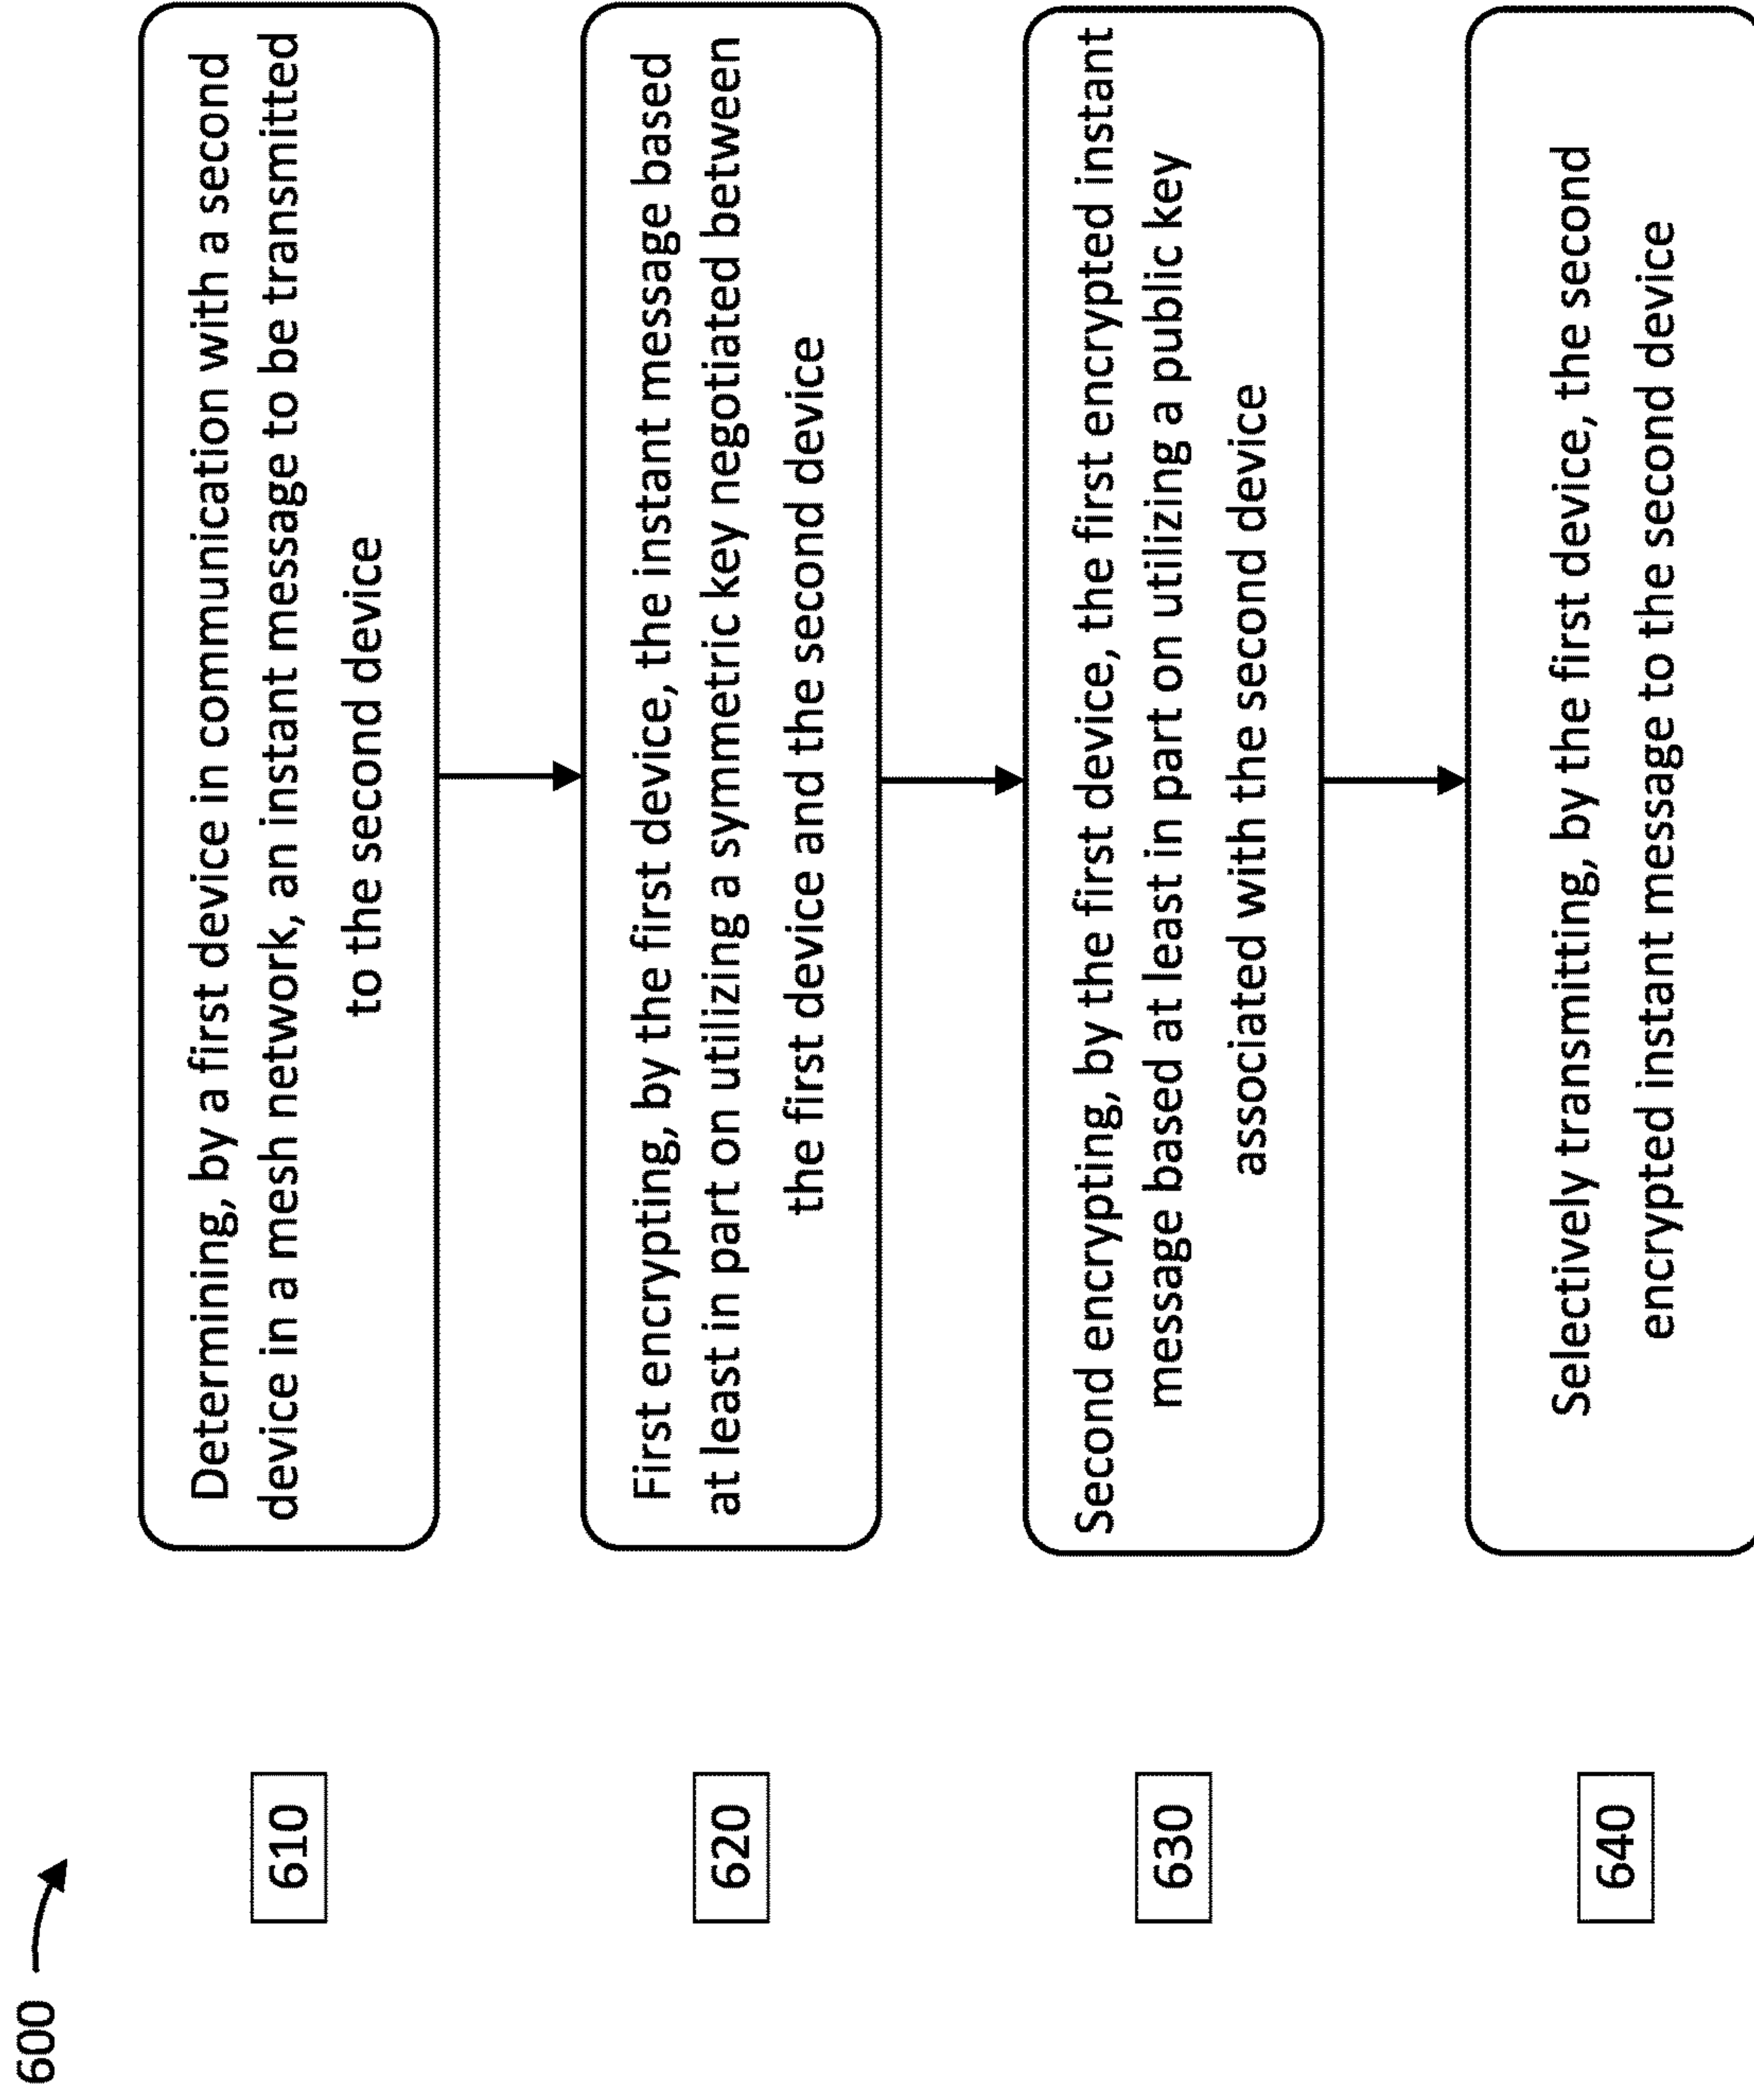 600
610
Determining, by a first device in communication with a second
device in a mesh network, an instant message to be transmitted
to the second device
620
First encrypting, by the first device, the instant message based
at least in part on utilizing a symmetric key negotiated between
the first device and the second device
630
Second encrypting, by the first device, the first encrypted instant
message based at least in part on utilizing a public key
associated with the second device
640
Selectively transmitting, by the first device, the second
encrypted instant message to the second device